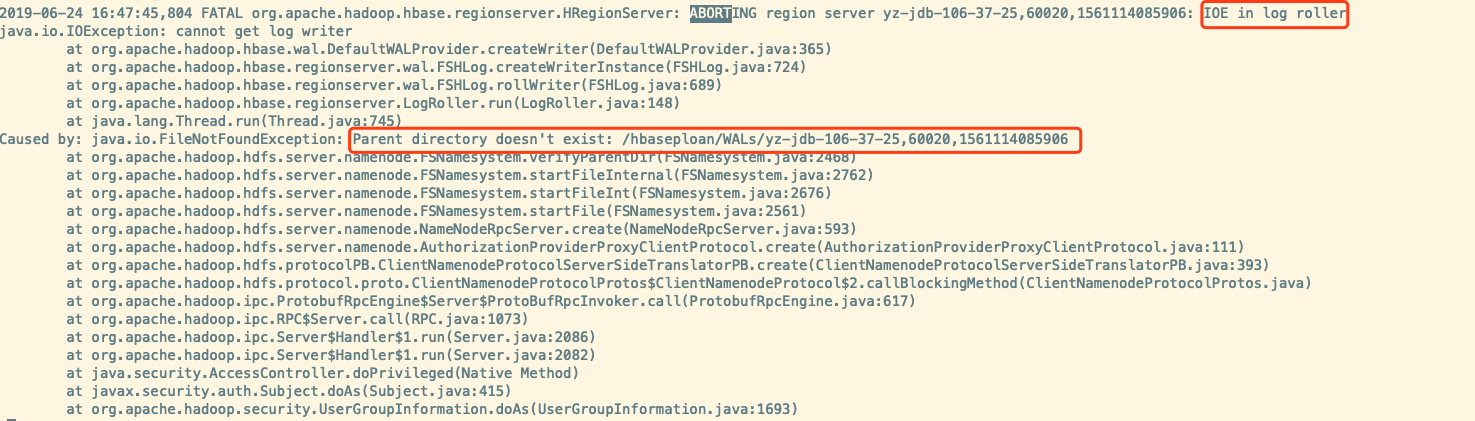 2019-06-24 16:47:45,804 FATAL org.apache.hadoop.hbase.regionserver.HRegionServer: ABORTING region server yz-jdb-106-37-25,60020,1561114085906: IOE in log roller
java.io.IOException: cannot get log writer
at org.apache.hadoop.hbase.wal.DefaultWALProvider.createWriter(DefaultWALProvider.java:365)
at org.apache.hadoop.hbase.regionserver.wal.FSHLog.createWriterInstance(FSHLog.java:724)
at org.apache.hadoop.hbase.regionserver.wal.FSHLog.rollWriter(FSHLog.java:689)
at org.apache.hadoop.hbase.regionserver.LogRoller.run(LogRoller.java:148)
at java.lang.Thread.run(Thread.java:745)
Caused by: java.io.FileNotFoundException: Parent directory doesn't exist: /hbaseploan/WALs/yz-jdb-106-37-25,60020,1561114085906
at org.apache.hadoop.hdfs.server.namenode.FSNamesystem.verifyParentDir(FSNamesystem.java:2468)
at org.apache.hadoop.hdfs.server.namenode.FSNamesystem.startFileInternal(FSNamesystem.java:2762)
at org.apache.hadoop.hdfs.server.namenode.FSNamesystem.startFileInt(FSNamesystem.java:2676)
at org.apache.hadoop.hdfs.server.namenode.FSNamesystem.startFile(FSNamesystem.java:2561)
at org.apache.hadoop.hdfs.server.namenode.NameNodeRpcServer.create(NameNodeRpcServer.java:593)
at org.apache.hadoop.hdfs.server.namenode.AuthorizationProviderProxyClientProtocol.create(AuthorizationProviderProxyClientProtocol.java:111)
at org.apache.hadoop.hdfs.protocolPB.ClientNamenodeProtocolServerSideTranslatorPB.create(ClientNamenodeProtocolServerSideTranslatorPB.java:393)
at org.apache.hadoop.hdfs.protocol.proto.ClientNamenodeProtocolProtos$ClientNamenodeProtocol$2.callBlockingMethod(ClientNamenodeProtocolProtos.java)
at org.apache.hadoop.ipc.ProtobufRpcEngine$Server$ProtoBufRpcInvoker.call(ProtobufRpcEngine.java:617)
at org.apache.hadoop.ipc.RPC$Server.call(RPC.java:1073)
at org.apache.hadoop.ipc.Server$Handler$1.run(Server.java:2086)
at org.apache.hadoop.ipc.Server$Handler$1.run(Server.java:2082)
at java.security.AccessController.doPrivileged(Native Method)
at javax.security.auth.Subject.doAs(Subject.java:415)
at org.apache.hadoop.security.UserGroupInformation.doAs(UserGroupInformation.java:1693)